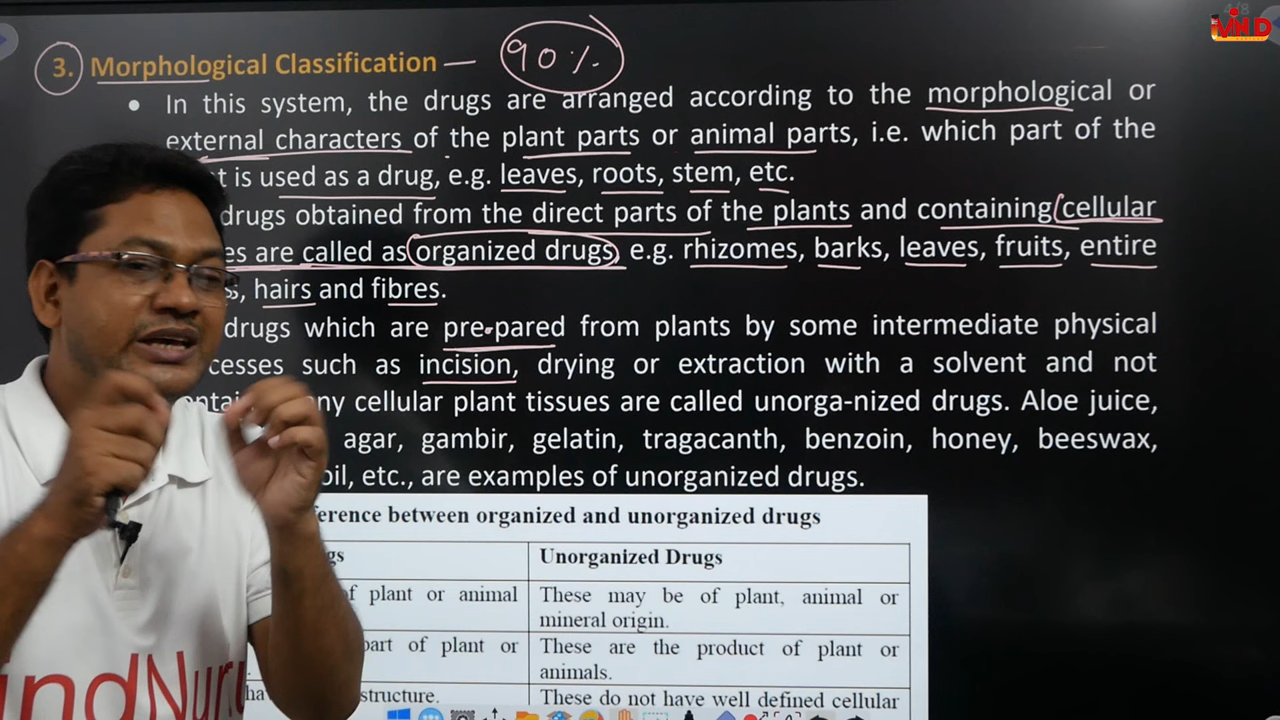 4/8
MIND
3. Morphological Classification — 90%
• In this system, the drugs are arranged according to the morphological or
external characters of the plant parts or animal parts, i.e. which part of the
t is used as a drug, e.g. leaves, roots, stem, etc.
drugs obtained from the direct parts of the plants and containing cellular
es are called as organized drugs, e.g. rhizomes, barks, leaves, fruits, entire
s, hairs and fibres.
drugs which are pre-pared from plants by some intermediate physical
cesses such as incision, drying or extraction with a solvent and not
ntai ny cellular plant tissues are called unorga-nized drugs. Aloe juice,
agar, gambir, gelatin, tragacanth, benzoin, honey, beeswax,
oil, etc., are examples of unorganized drugs.
ference between organized and unorganized drugs
gs Unorganized Drugs
f plant or animal These may be of plant, animal or
mineral origin.
part of plant or These are the product of plant or
animals.
ha structure. These do not have well defined cellular